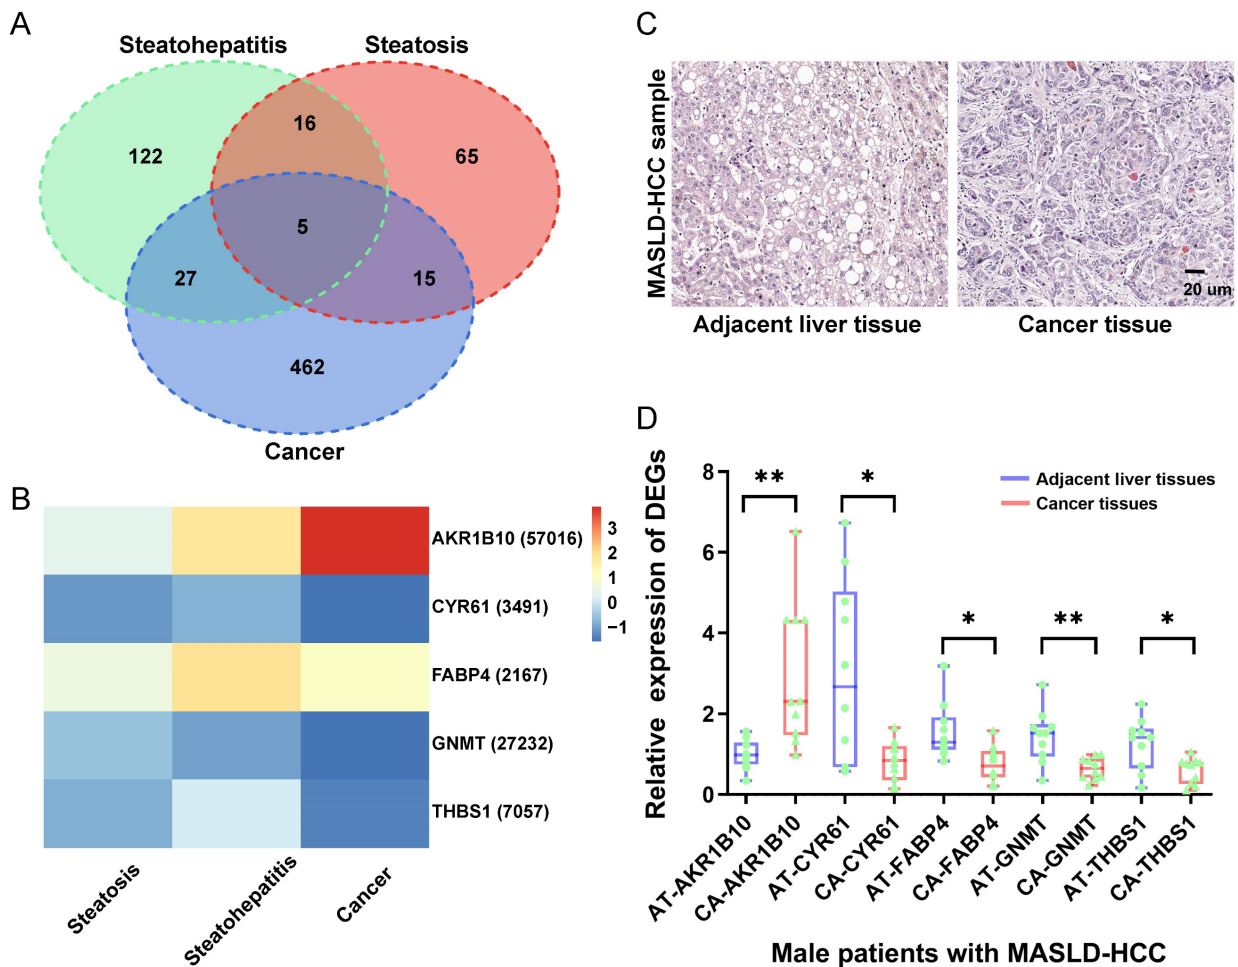 A
Steatohepatitis
Steatosis
16
122
65
5
27
15
462
Cancer
B
AKR1B10 (57016)
CYR61 (3491)
FABP4 (2167)
GNMT (27232)
THBS1 (7057)
3
2
1
0
−1
Steatosis
Steatohepatitis
Cancer
C
MASLD-HCC sample
20 um
Adjacent liver tissue
Cancer tissue
D
Relative expression of DEGs
8
6
4
2
0
** * * ** *
Adjacent liver tissues
Cancer tissues
AT-AKR1B10
CA-AKR1B10
AT-CYR61
CA-CYR61
AT-FABP4
CA-FABP4
AT-GNMT
CA-GNMT
AT-THBS1
CA-THBS1
Male patients with MASLD-HCC